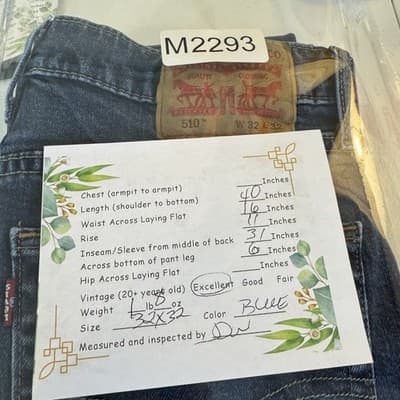 M2293
510™ W 32 L 32
Chest (armpit to armpit) Inches
Length (shoulder to bottom) 40 Inches
Waist Across Laying Flat 16 Inches
Rise 11 Inches
Inseam/Sleeve from middle of back 31 Inches
Across bottom of pant leg 6 Inches
Hip Across Laying Flat Inches
Vintage (20+ years old) Excellent Good Fair
Weight 1 lb 8 oz
Size 32x32 Color BLUE
Measured and inspected by